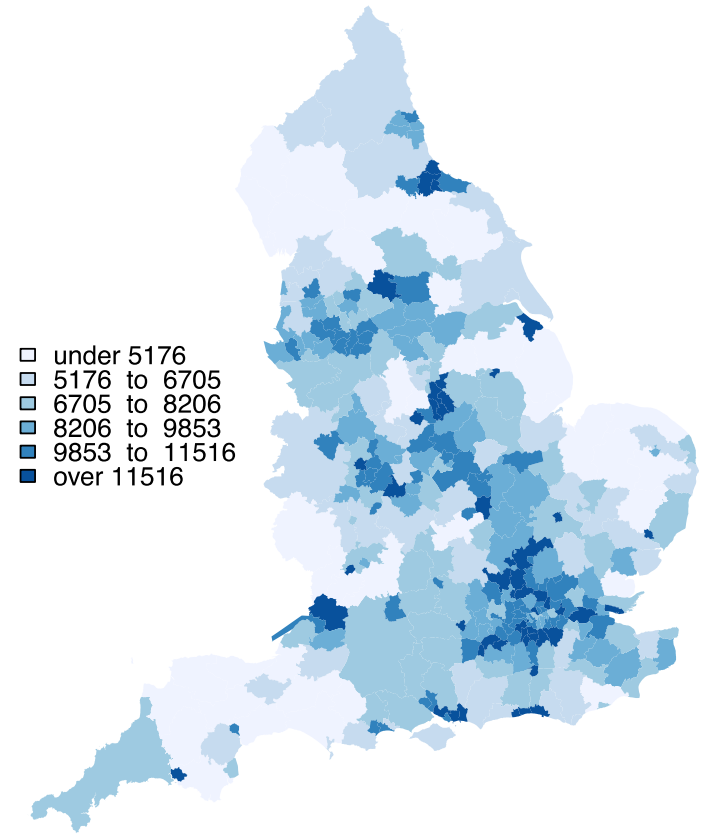 under 5176
5176 to 6705
6705 to 8206
8206 to 9853
9853 to 11516
over 11516